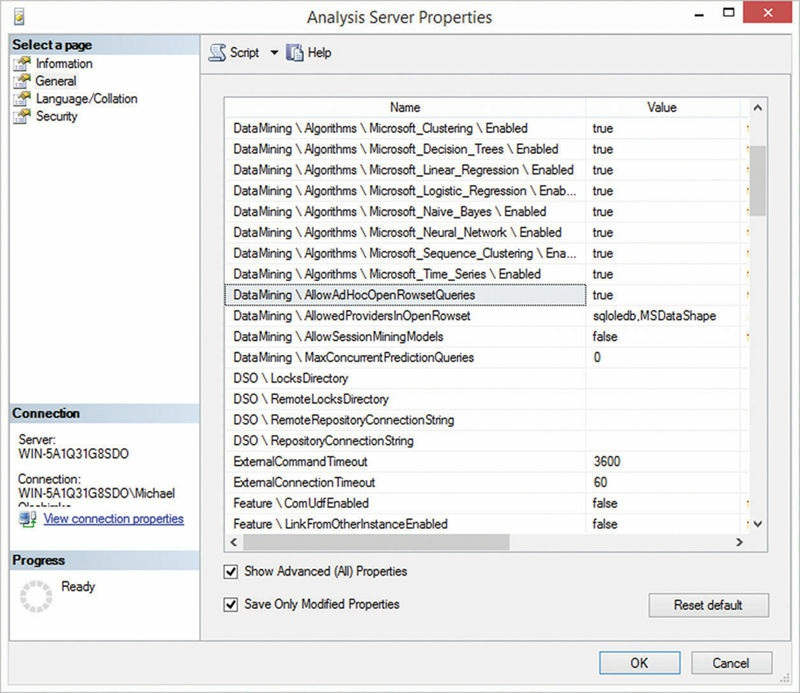 Analysis Server Properties
Select a page
Information
General
Language/Collation
Security
Script
Help
Name Value
DataMining \ Algorithms \ Microsoft_Clustering \ Enabled true
DataMining \ Algorithms \ Microsoft_Decision_Trees \ Enabled true
DataMining \ Algorithms \ Microsoft_Linear_Regression \ Enabled true
DataMining \ Algorithms \ Microsoft_Logistic_Regression \ Enab... true
DataMining \ Algorithms \ Microsoft_Naive_Bayes \ Enabled true
DataMining \ Algorithms \ Microsoft_Neural_Network \ Enabled true
DataMining \ Algorithms \ Microsoft_Sequence_Clustering \ Ena... true
DataMining \ Algorithms \ Microsoft_Time_Series \ Enabled true
DataMining \ AllowAdHocOpenRowsetQueries true
DataMining \ AllowedProvidersInOpenRowset sqloledb,MSDataShape
DataMining \ AllowSessionMiningModels false
DataMining \ MaxConcurrentPredictionQueries 0
DSO \ LocksDirectory
DSO \ RemoteLocksDirectory
DSO \ RemoteRepositoryConnectionString
DSO \ RepositoryConnectionString
ExternalCommandTimeout 3600
ExternalConnectionTimeout 60
Feature \ ComUdfEnabled false
Feature \ LinkFromOtherInstanceEnabled false
Connection
Server:
WIN-5A1Q31G8SDO
Connection:
WIN-5A1Q31G8SDO\Michael
View connection properties
Progress
Ready
Show Advanced (All) Properties
Save Only Modified Properties
Reset default
OK
Cancel